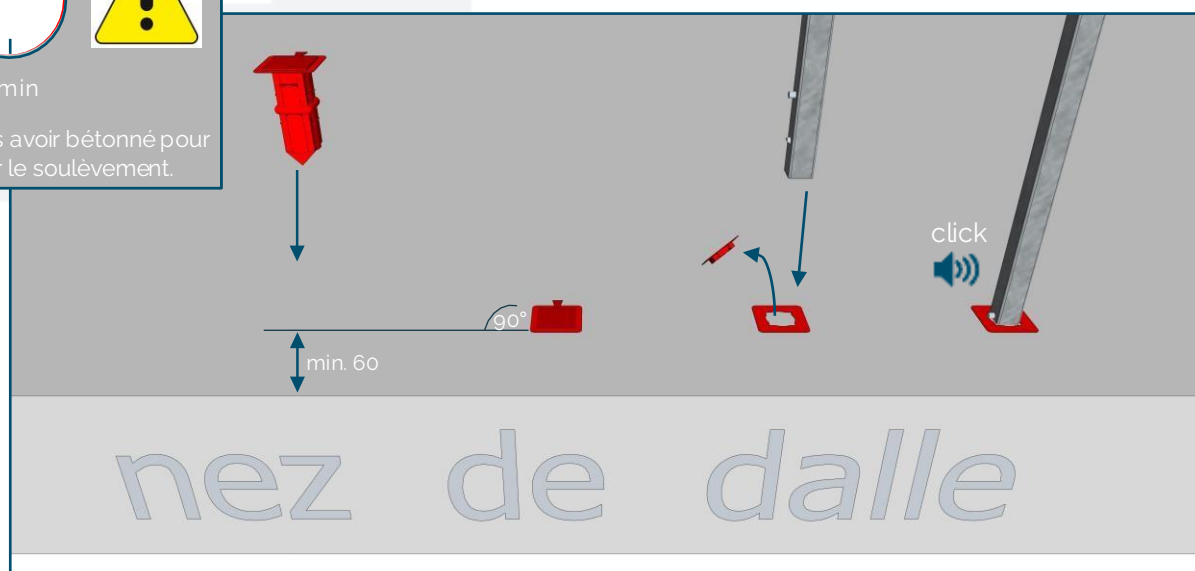 min
avoir bétonné pour
le soulèvement.
click
90°
min. 60
nez de dalle